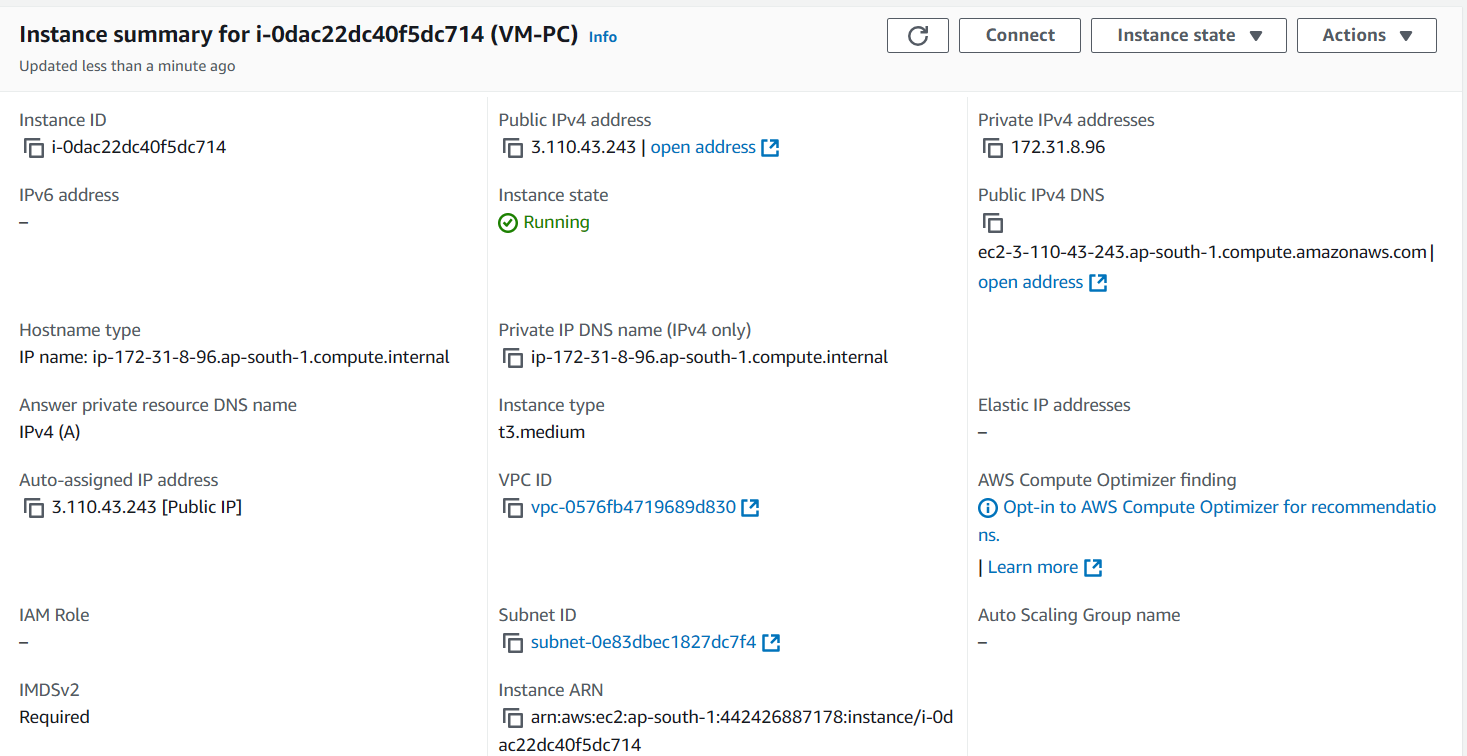 Instance summary for i-0dac22dc40f5dc714 (VM-PC) Info
Updated less than a minute ago
Connect
Instance state
Actions
Instance ID
i-0dac22dc40f5dc714
Public IPv4 address
3.110.43.243 | open address
Private IPv4 addresses
172.31.8.96
IPv6 address
–
Instance state
Running
Public IPv4 DNS
ec2-3-110-43-243.ap-south-1.compute.amazonaws.com |
open address
Hostname type
IP name: ip-172-31-8-96.ap-south-1.compute.internal
Private IP DNS name (IPv4 only)
ip-172-31-8-96.ap-south-1.compute.internal
Answer private resource DNS name
IPv4 (A)
Instance type
t3.medium
Elastic IP addresses
–
Auto-assigned IP address
3.110.43.243 [Public IP]
VPC ID
vpc-0576fb4719689d830
AWS Compute Optimizer finding
Opt-in to AWS Compute Optimizer for recommendatio
ns.
| Learn more
IAM Role
–
Subnet ID
subnet-0e83dbec1827dc7f4
Auto Scaling Group name
–
IMDSv2
Required
Instance ARN
arn:aws:ec2:ap-south-1:442426887178:instance/i-0d
ac22dc40f5dc714